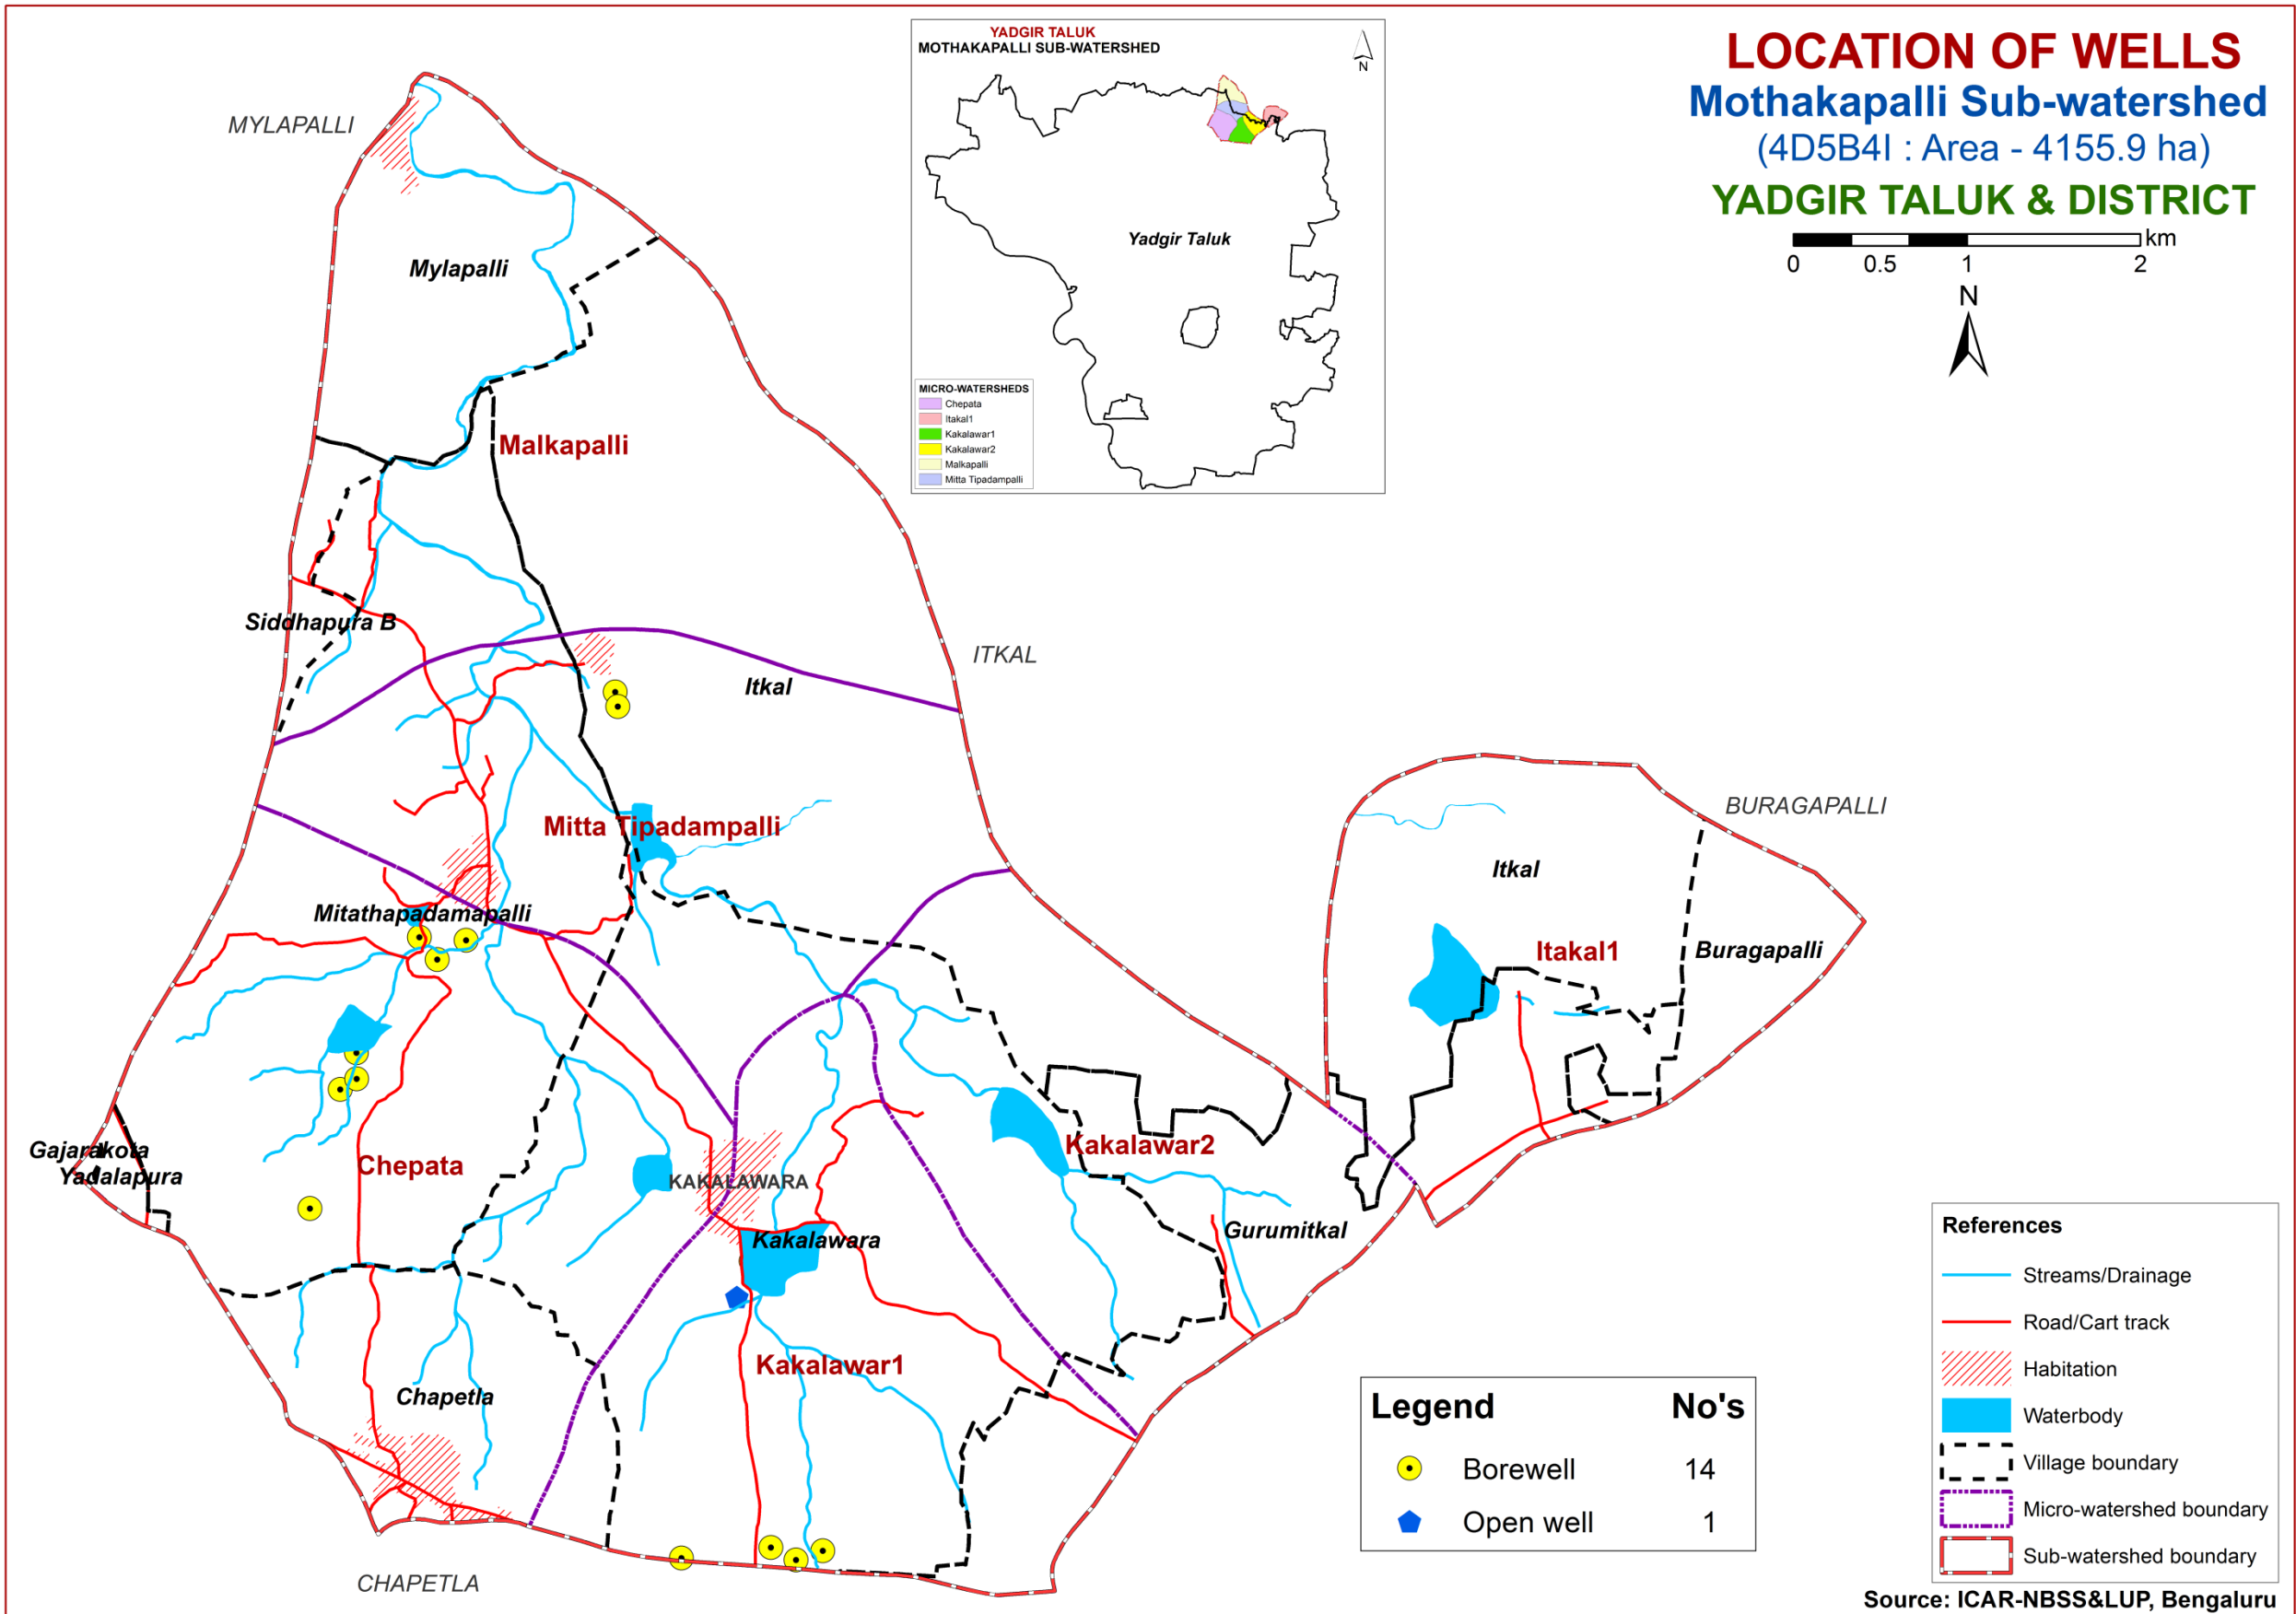 LOCATION OF WELLS
Mothakapalli Sub-watershed
(4D5B4I : Area - 4155.9 ha)
YADGIR TALUK & DISTRICT
km
0 0.5 1 2
N
YADGIR TALUK
MOTHAKAPALLI SUB-WATERSHED
N
Yadgir Taluk
MICRO-WATERSHEDS
Chepata
Itakal1
Kakalawar1
Kakalawar2
Malkapalli
Mitta Tipadampalli
MYLAPALLI
Mylapalli
Malkapalli
Siddhapura B
ITKAL
Itkal
Mitta Tipadampalli
BURAGAPALLI
Itkal
Mitathapadamapalli
Itakal1
Buragapalli
Kakalawar2
Gajarakota
Yadalapura
Chepata
KAKALAWARA
Gurumitkal
Kakalawara
Kakalawar1
Chapetla
CHAPETLA
Legend No's
Borewell 14
Open well 1
References
Streams/Drainage
Road/Cart track
Habitation
Waterbody
Village boundary
Micro-watershed boundary
Sub-watershed boundary
Source: ICAR-NBSS&LUP, Bengaluru